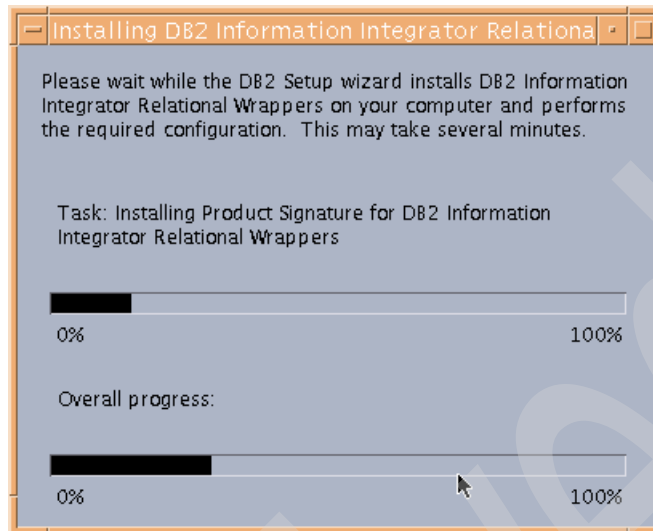 Installing DB2 Information Integrator Relationa
Please wait while the DB2 Setup wizard installs DB2 Information
Integrator Relational Wrappers on your computer and performs
the required configuration. This may take several minutes.
Task: Installing Product Signature for DB2 Information
Integrator Relational Wrappers
0% 100%
Overall progress:
0% 100%